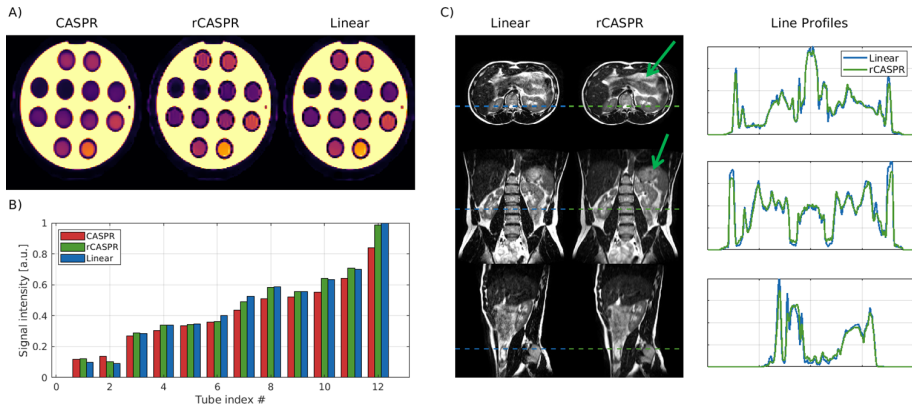 A)
CASPR rCASPR Linear
B)
Signal intensity [a.u.]
1
0.8
0.6
0.4
0.2
0
CASPR
rCASPR
Linear
0 2 4 6 8 10 12
Tube index #
C)
Linear rCASPR Line Profiles
Linear
rCASPR